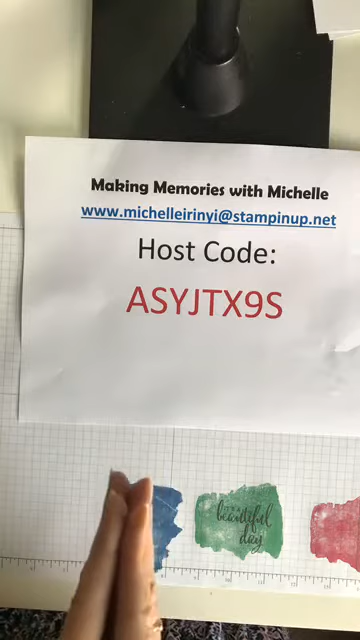 Making Memories with Michelle
www.michelleirinyi@stampinup.net
Host Code:
ASYJTX9S
beautiful
day